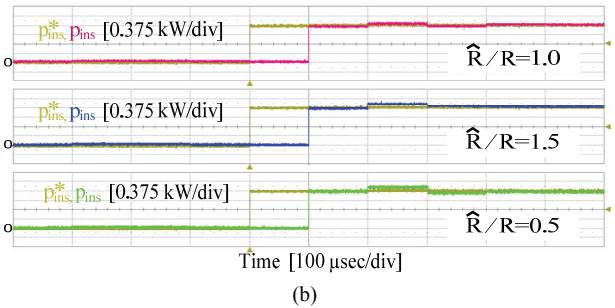 p*ins, pins [0.375 kW/div]
o
R̂/R=1.0
p*ins, pins [0.375 kW/div]
o
R̂/R=1.5
p*ins, pins [0.375 kW/div]
o
R̂/R=0.5
Time [100 μsec/div]
(b)